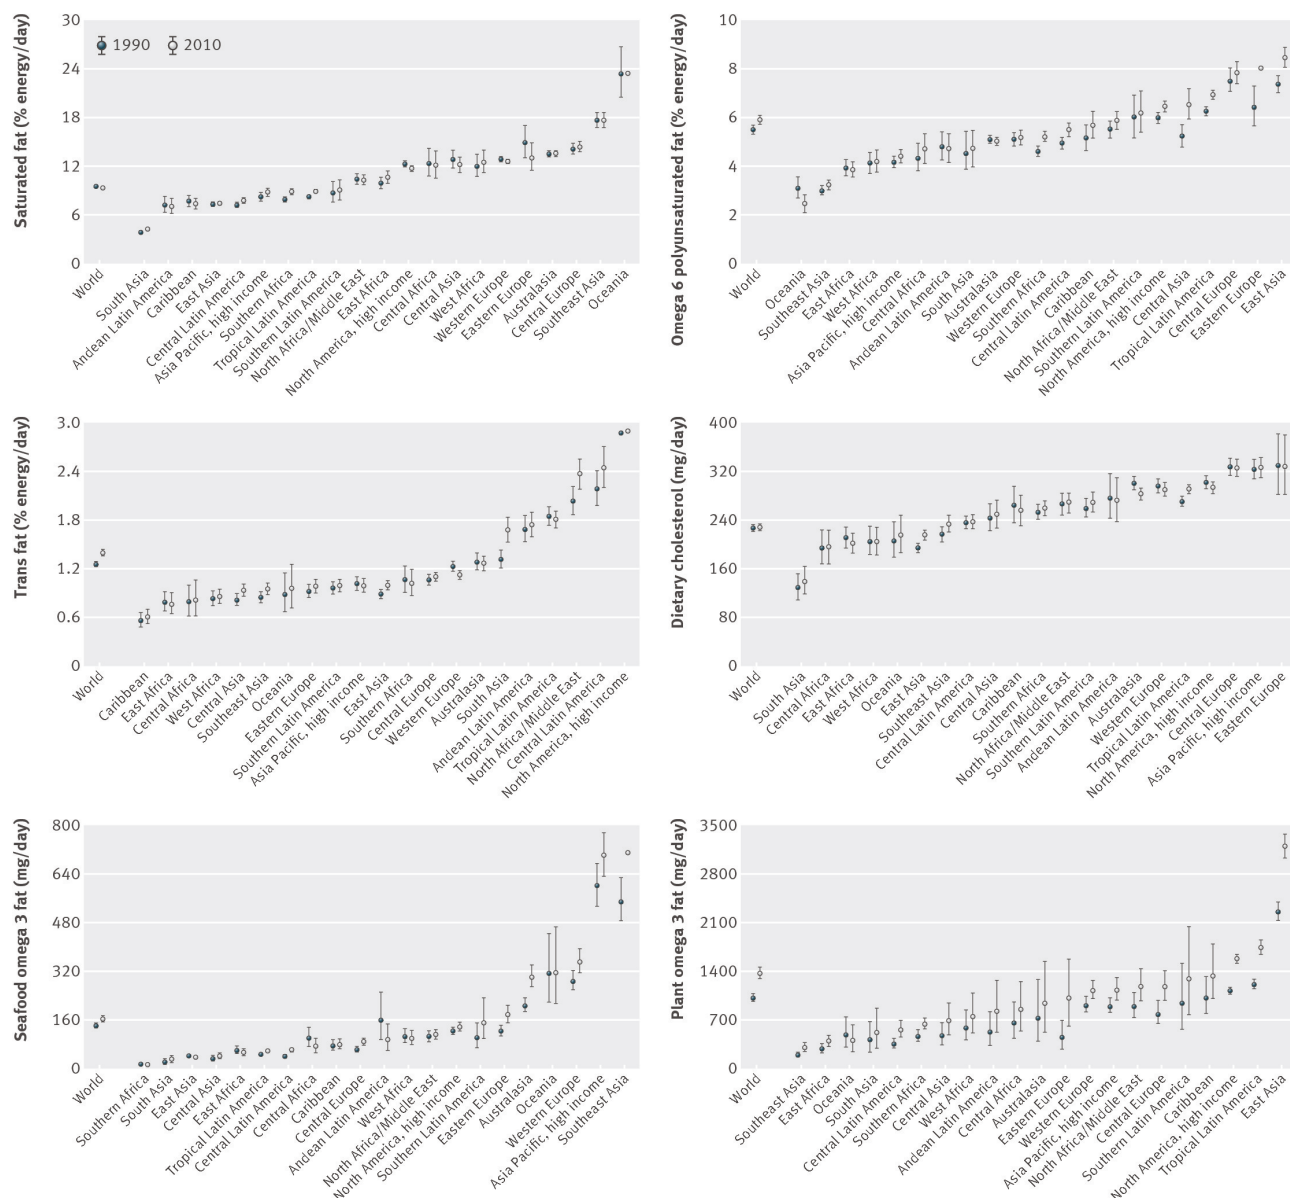 Saturated fat (% energy/day)
30
24
18
12
6
0
1990
2010
World
South Asia
Andean Latin America
Caribbean
East Asia
Central Latin America
Asia Pacific, high income
Southern Africa
Tropical Latin America
Southern Latin America
North Africa/Middle East
East Africa
North America, high income
Central Africa
Central Asia
West Africa
Western Europe
Eastern Europe
Australasia
Central Europe
Southeast Asia
Oceania
Omega 6 polyunsaturated fat (% energy/day)
10
8
6
4
2
0
World
Oceania
Southeast Asia
East Africa
West Africa
Asia Pacific, high income
Central Africa
Andean Latin America
South Asia
Australasia
Western Europe
Southern Africa
Central Latin America
Caribbean
North Africa/Middle East
Southern Latin America
North America, high income
Central Asia
Tropical Latin America
Central Europe
Eastern Europe
East Asia
Trans fat (% energy/day)
3.0
2.4
1.8
1.2
0.6
0
World
Caribbean
East Africa
Central Africa
West Africa
Central Asia
Southeast Asia
Oceania
Eastern Europe
Southern Latin America
Asia Pacific, high income
East Asia
Southern Africa
Central Europe
Western Europe
Australasia
South Asia
Andean Latin America
Tropical Latin America
North Africa/Middle East
Central Latin America
North America, high income
Dietary cholesterol (mg/day)
400
320
240
160
80
0
World
South Asia
Central Africa
East Africa
West Africa
Oceania
East Asia
Southeast Asia
Central Latin America
Central Asia
Caribbean
Southern Africa
North Africa/Middle East
Southern Latin America
Andean Latin America
Australasia
Western Europe
Tropical Latin America
North America, high income
Central Europe
Asia Pacific, high income
Eastern Europe
Seafood omega 3 fat (mg/day)
800
640
480
320
160
0
World
Southern Africa
South Asia
East Asia
Central Asia
East Africa
Tropical Latin America
Central Latin America
Central Africa
Caribbean
Central Europe
Andean Latin America
West Africa
North Africa/Middle East
North America, high income
Southern Latin America
Eastern Europe
Australasia
Oceania
Western Europe
Asia Pacific, high income
Southeast Asia
Plant omega 3 fat (mg/day)
3500
2800
2100
1400
700
0
World
Southeast Asia
East Africa
Oceania
South Asia
Central Latin America
Southern Africa
Central Asia
West Africa
Andean Latin America
Central Africa
Australasia
Eastern Europe
Western Europe
Asia Pacific, high income
North Africa/Middle East
Central Europe
Southern Latin America
Caribbean
North America, high income
Tropical Latin America
East Asia